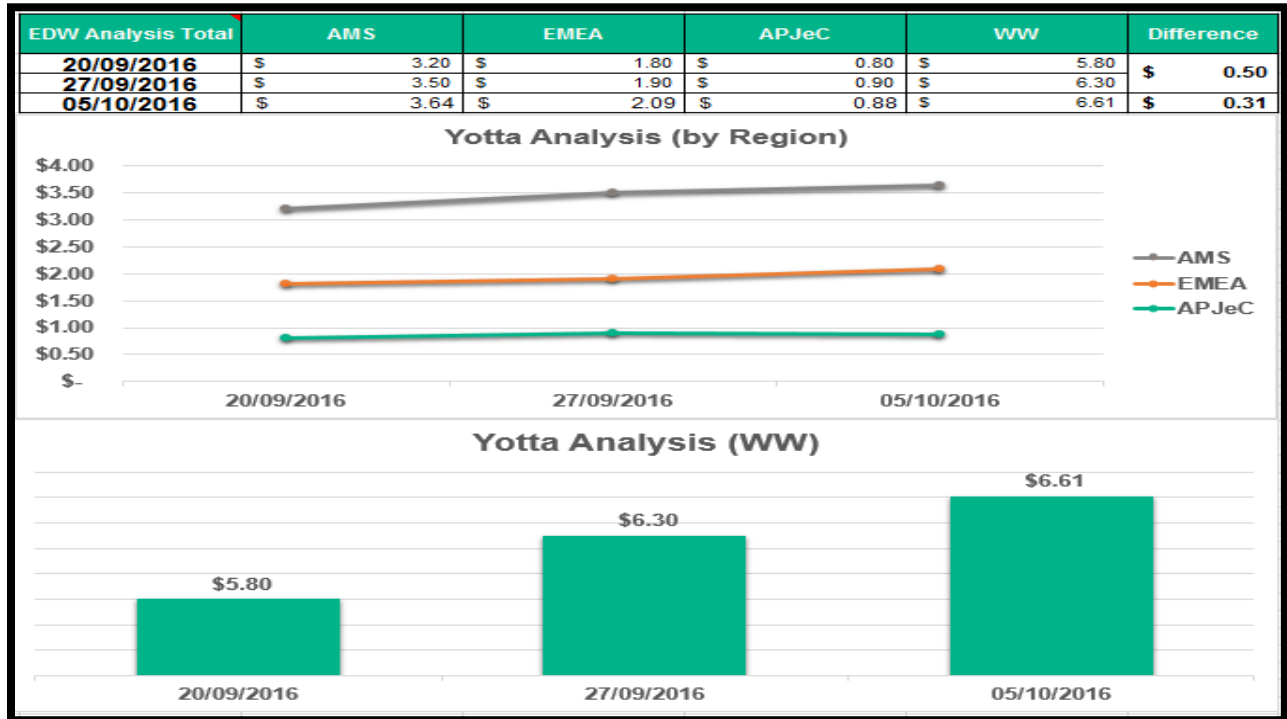 EDW Analysis Total AMS EMEA APJeC WW Difference
20/09/2016 $ 3.20 $ 1.80 $ 0.80 $ 5.80 $ 0.50
27/09/2016 $ 3.50 $ 1.90 $ 0.90 $ 6.30
05/10/2016 $ 3.64 $ 2.09 $ 0.88 $ 6.61 $ 0.31
Yotta Analysis (by Region)
$4.00
$3.50
$3.00
$2.50
$2.00
$1.50
$1.00
$0.50
$-
AMS
EMEA
APJeC
20/09/2016 27/09/2016 05/10/2016
Yotta Analysis (WW)
$5.80 $6.30 $6.61
20/09/2016 27/09/2016 05/10/2016